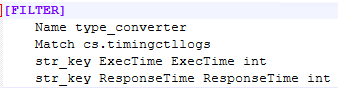 [FILTER]
Name type_converter
Match cs.timingctllogs
str_key ExecTime ExecTime int
str_key ResponseTime ResponseTime int